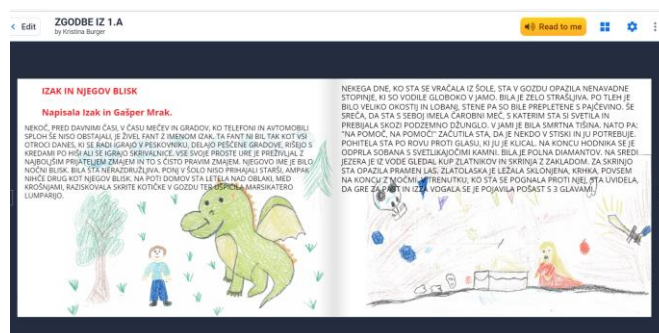 Edit
ZGODBE IZ 1.A
by Kristina Burger
Read to me
IZAK IN NJEGOV BLISK
Napisala Izak in Gašper Mrak.
NEKOČ, PRED DAVNIMI ČASI, V ČASU MEČEV IN GRADOV, KO TELEFONI IN AVTOMOBILI
SPLOH ŠE NISO OBSTAJALI, JE ŽIVEL FANT Z IMENOM IZAK. TA FANT NI BIL TAK KOT VSI
OTROCI DANES, KI SE RADI IGRAJO V PESKOVNIKU, DELAJO PEŠČENE GRADOVE, RIŠEJO S
KREDAMI PO HIŠI ALI SE IGRAJO SKRIVALNICE. VSE SVOJE PROSTE URE JE PREŽIVLJAL Z
NAJBOLJŠIM PRIJATELJEM ZMAJEM IN TO S ČISTO PRAVIM ZMAJEM. NJEGOVO IME JE BILO
NOČNI BLISK. BILA STA NERAZDRUŽLJIVA. PONJ V ŠOLO NISO PRIHAJALI STARŠI, AMPAK
NIHČE DRUG KOT NJEGOV BLISK. NA POTI DOMOV STA LETELA NAD OBLAKI, MED
KROŠNJAMI, RAZISKOVALA SKRITE KOTIČKE V GOZDU TER UŠPIČILA MARSIKATERO
LUMPARIJO.
NEKEGA DNE, KO STA SE VRAČALA IZ ŠOLE, STA V GOZDU OPAZILA NENAVADNE
STOPINJE, KI SO VODILE GLOBOKO V JAMO. BILA JE ZELO STRAŠLJIVA. PO TLEH JE
BILO VELIKO OKOSTIJ IN LOBANJ, STENE PA SO BILE PREPLETENE S PAJČEVINO. ŠE
SREČA, DA STA S SEBOJ IMELA ČAROBNI MEČ, S KATERIM STA SI SVETILA IN
PREBIJALA SKOZI PODZEMNO DŽUNGLO. V JAMI JE BILA SMRTNA TIŠINA. NATO PA:
"NA POMOČ, NA POMOČ!" ZAČUTILA STA, DA JE NEKDO V STISKI IN JU POTREBUJE.
POHITELA STA PO ROVU PROTI GLASU, KI JU JE KLICAL. NA KONCU HODNIKA SE JE
ODPRLA SOBANA S SVETLIKAJOČIMI KAMNI. BILA JE POLNA DIAMANTOV. NA SREDI
JEZERA JE IZ VODE GLEDAL KUP ZLATNIKOV IN SKRINJA Z ZAKLADOM. ZA SKRINJO
STA OPAZILA PRAMEN LAS. ZLATOLASKA JE LEŽALA SKLONJENA, KRHKA, POVSEM
NA KONCU Z MOČMI. V TRENUTKU, KO STA SE POGNALA PROTI NJEJ, STA UVIDELA,
DA GRE ZA PAST IN IZZA VOGALA SE JE POJAVILA POŠAST S 3 GLAVAMI.